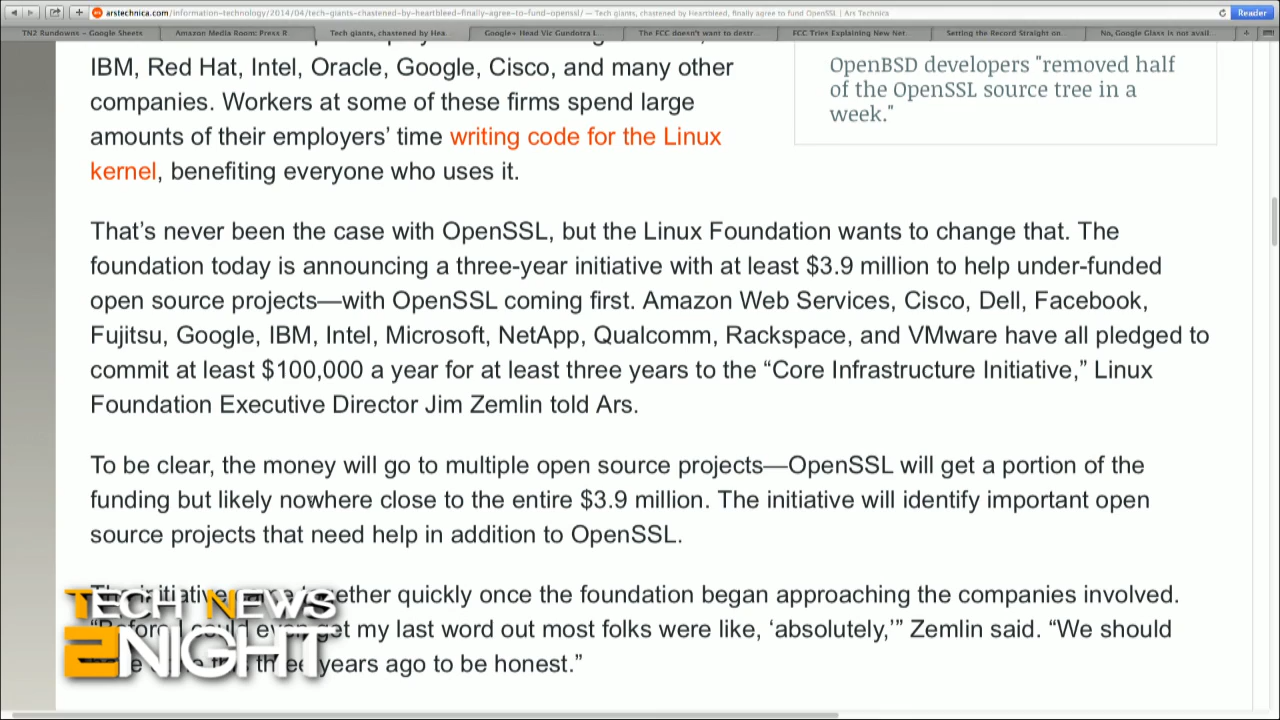 arstechnica.com/information-technology/2014/04/tech-giants-chastened-by-heartbleed-finally-agree-to-fund-openssl/ — Tech giants, chastened by Heartbleed, finally agree to fund OpenSSL | Ars Technica
Reader
TN2 Rundowns – Google Sheets
Amazon Media Room: Press R...
Tech giants, chastened by Hea...
Google+ Head Vic Gundotra l...
The FCC doesn't want to destr...
FCC Tries Explaining New Net...
Setting the Record Straight on...
No, Google Glass is not avail...
IBM, Red Hat, Intel, Oracle, Google, Cisco, and many other
companies. Workers at some of these firms spend large
amounts of their employers' time writing code for the Linux
kernel, benefiting everyone who uses it.
OpenBSD developers "removed half
of the OpenSSL source tree in a
week."
That's never been the case with OpenSSL, but the Linux Foundation wants to change that. The
foundation today is announcing a three-year initiative with at least $3.9 million to help under-funded
open source projects—with OpenSSL coming first. Amazon Web Services, Cisco, Dell, Facebook,
Fujitsu, Google, IBM, Intel, Microsoft, NetApp, Qualcomm, Rackspace, and VMware have all pledged to
commit at least $100,000 a year for at least three years to the “Core Infrastructure Initiative,” Linux
Foundation Executive Director Jim Zemlin told Ars.
To be clear, the money will go to multiple open source projects—OpenSSL will get a portion of the
funding but likely nowhere close to the entire $3.9 million. The initiative will identify important open
source projects that need help in addition to OpenSSL.
The initiative came together quickly once the foundation began approaching the companies involved.
“Before I could even get my last word out most folks were like, ‘absolutely,’” Zemlin said. “We should
have done this three years ago to be honest.”
TECH NEWS
2NIGHT